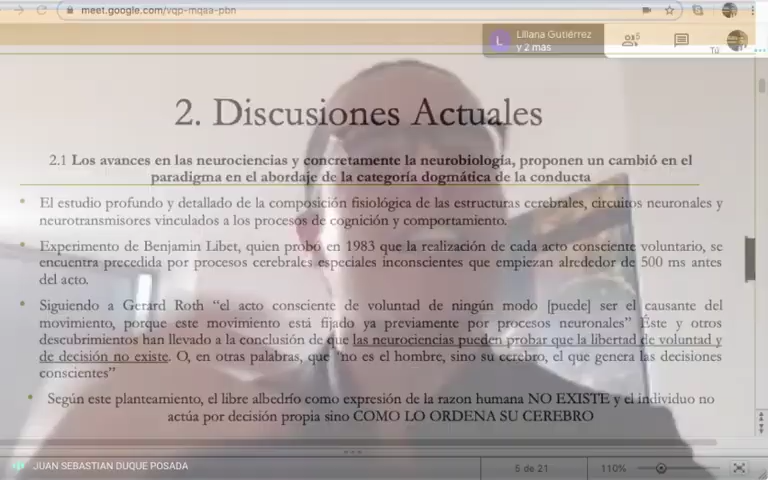 meet.google.com/vqp-mqaa-pbn
L
Liliana Gutiérrez
y 2 más
5
Tú
2. Discusiones Actuales
2.1 Los avances en las neurociencias y concretamente la neurobiología, proponen un cambió en el
paradigma en el abordaje de la categoría dogmática de la conducta
• El estudio profundo y detallado de la composición fisiológica de las estructuras cerebrales, circuitos neuronales y
neurotransmisores vinculados a los procesos de cognición y comportamiento.
• Experimento de Benjamin Libet, quien probó en 1983 que la realización de cada acto consciente voluntario, se
encuentra precedida por procesos cerebrales especiales inconscientes que empiezan alrededor de 500 ms antes
del acto.
• Siguiendo a Gerard Roth “el acto consciente de voluntad de ningún modo [puede] ser el causante del
movimiento, porque este movimiento está fijado ya previamente por procesos neuronales” Éste y otros
descubrimientos han llevado a la conclusión de que las neurociencias pueden probar que la libertad de voluntad y
de decisión no existe. O, en otras palabras, que “no es el hombre, sino su cerebro, el que genera las decisiones
conscientes”
• Según este planteamiento, el libre albedrío como expresión de la razon humana NO EXISTE y el individuo no
actúa por decisión propia sino COMO LO ORDENA SU CEREBRO
JUAN SEBASTIAN DUQUE POSADA
5 de 21
110%